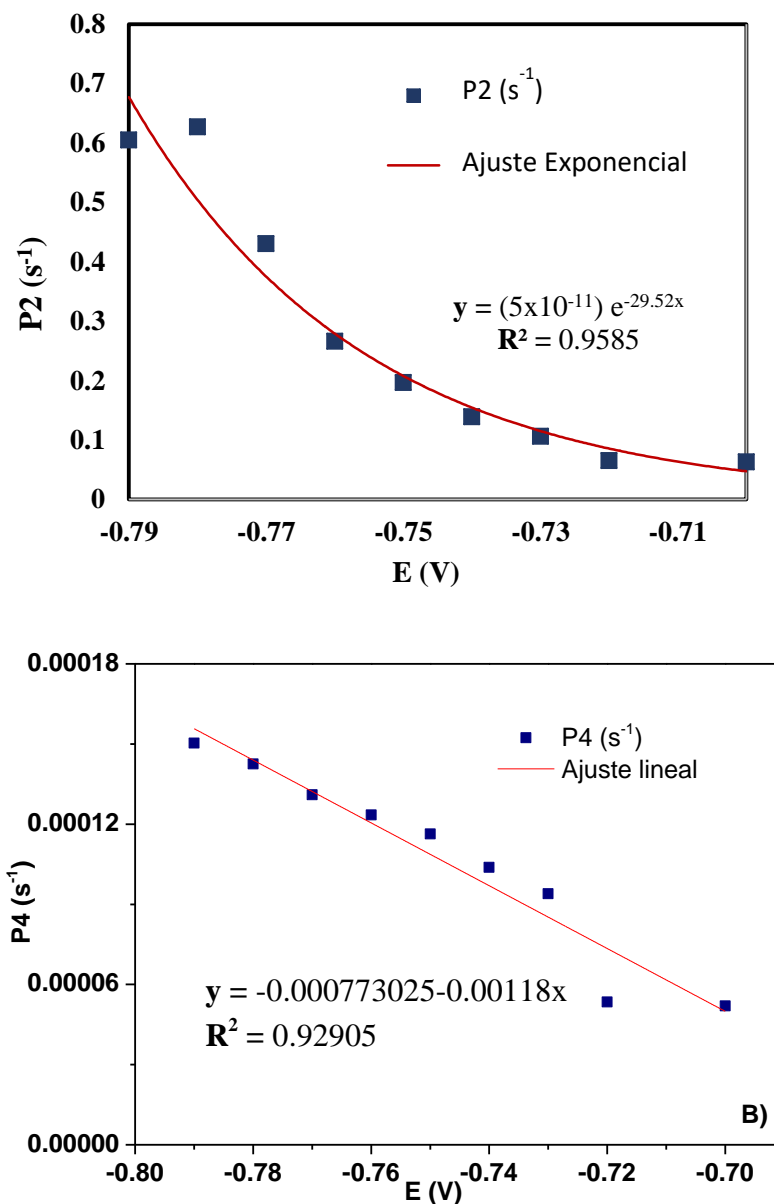 0.8
0.7
0.6
0.5
0.4
0.3
0.2
0.1
0
P2 (s⁻¹)
P2 (s⁻¹)
Ajuste Exponencial
y = (5x10⁻¹¹) e⁻²⁹·⁵²ˣ
R² = 0.9585
-0.79 -0.77 -0.75 -0.73 -0.71
E (V)
0.00018
0.00012
0.00006
0.00000
P4 (s⁻¹)
P4 (s⁻¹)
Ajuste lineal
y = -0.000773025-0.00118x
R² = 0.92905
B)
-0.80 -0.78 -0.76 -0.74 -0.72 -0.70
E (V)